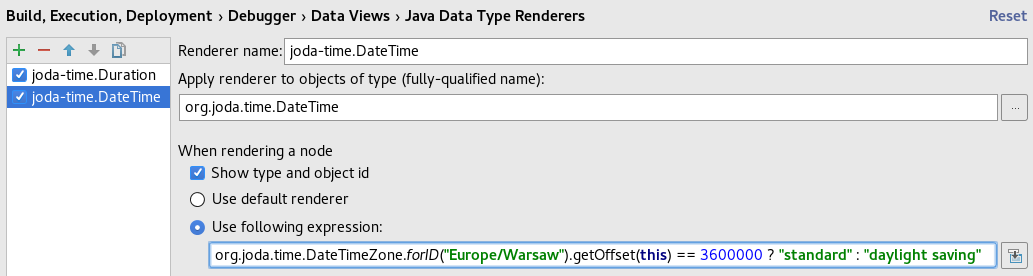 Build, Execution, Deployment › Debugger › Data Views › Java Data Type Renderers Reset
Renderer name: joda-time.DateTime
joda-time.Duration
joda-time.DateTime
Apply renderer to objects of type (fully-qualified name):
org.joda.time.DateTime ...
When rendering a node
Show type and object id
Use default renderer
Use following expression:
org.joda.time.DateTimeZone.forID("Europe/Warsaw").getOffset(this) == 3600000 ? "standard" : "daylight saving"